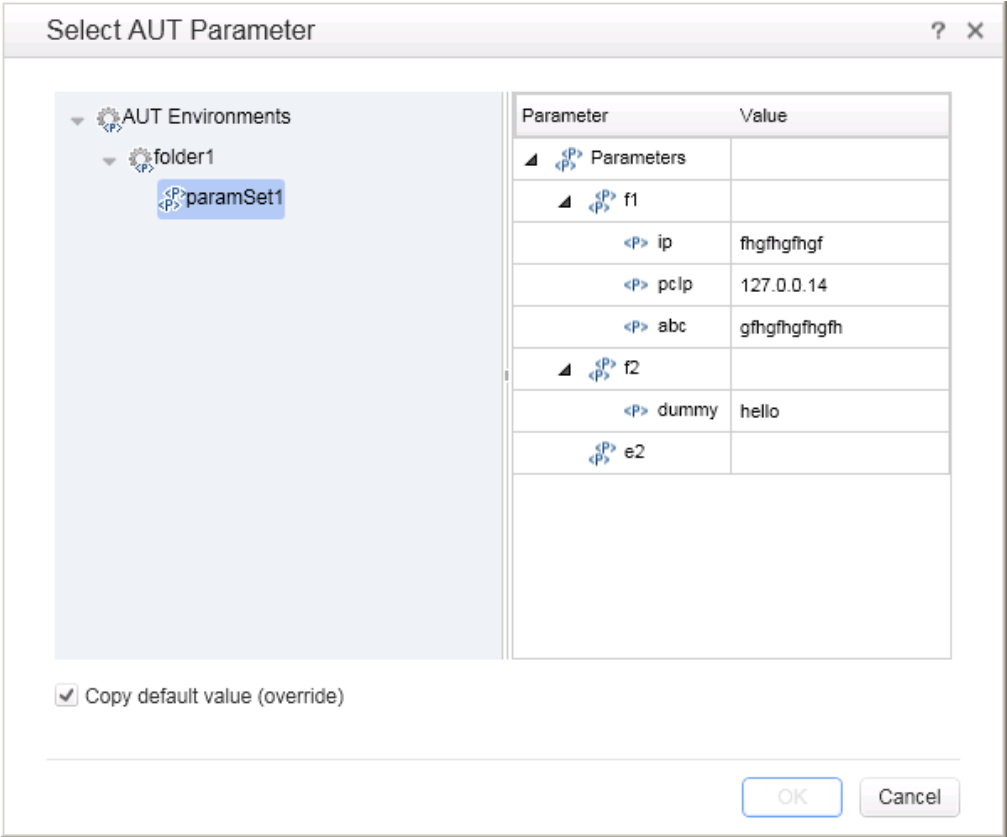 Select AUT Parameter ? ×
AUT Environments
folder1
paramSet1
Parameter Value
Parameters
f1
<P> ip fhgfhgfhgf
<P> pcIp 127.0.0.14
<P> abc gfhgfhgfhgfh
f2
<P> dummy hello
e2
Copy default value (override)
OK Cancel